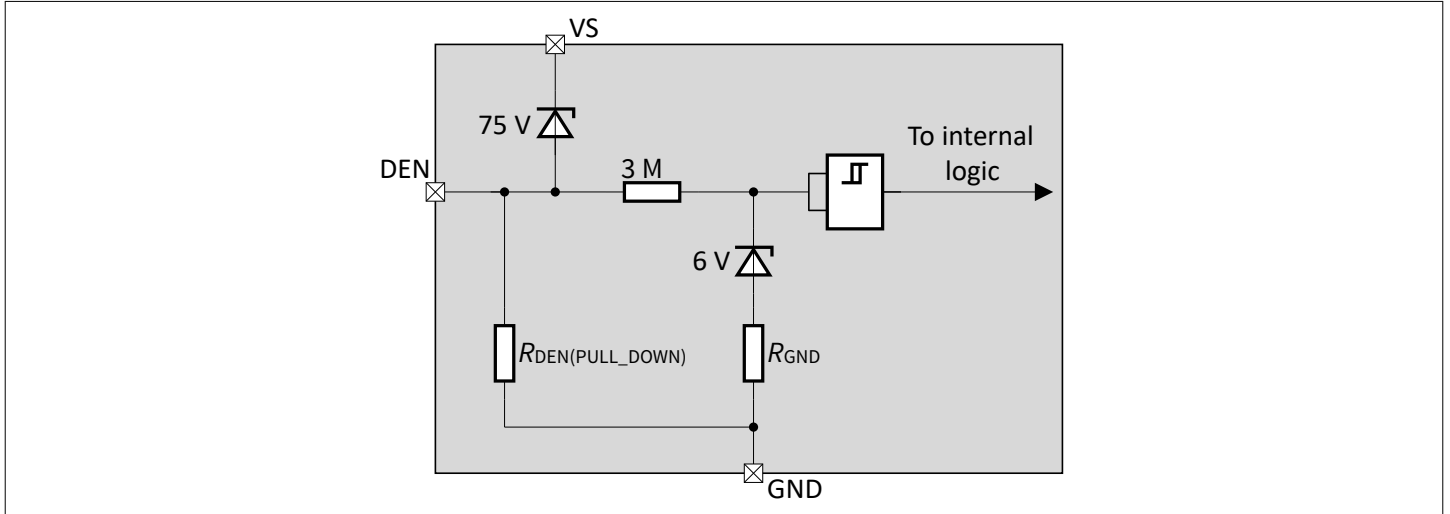 VS
75 V
To internal
logic
DEN
3 M
6 V
RDEN(PULL_DOWN)
RGND
GND